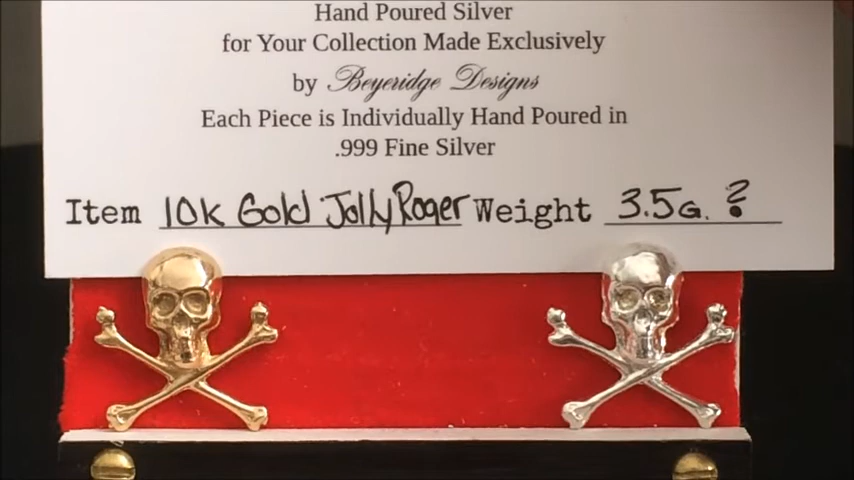 Hand Poured Silver
for Your Collection Made Exclusively
by Beyeridge Designs
Each Piece is Individually Hand Poured in
.999 Fine Silver
Item 10K Gold Jolly Roger Weight 3.5G. ?